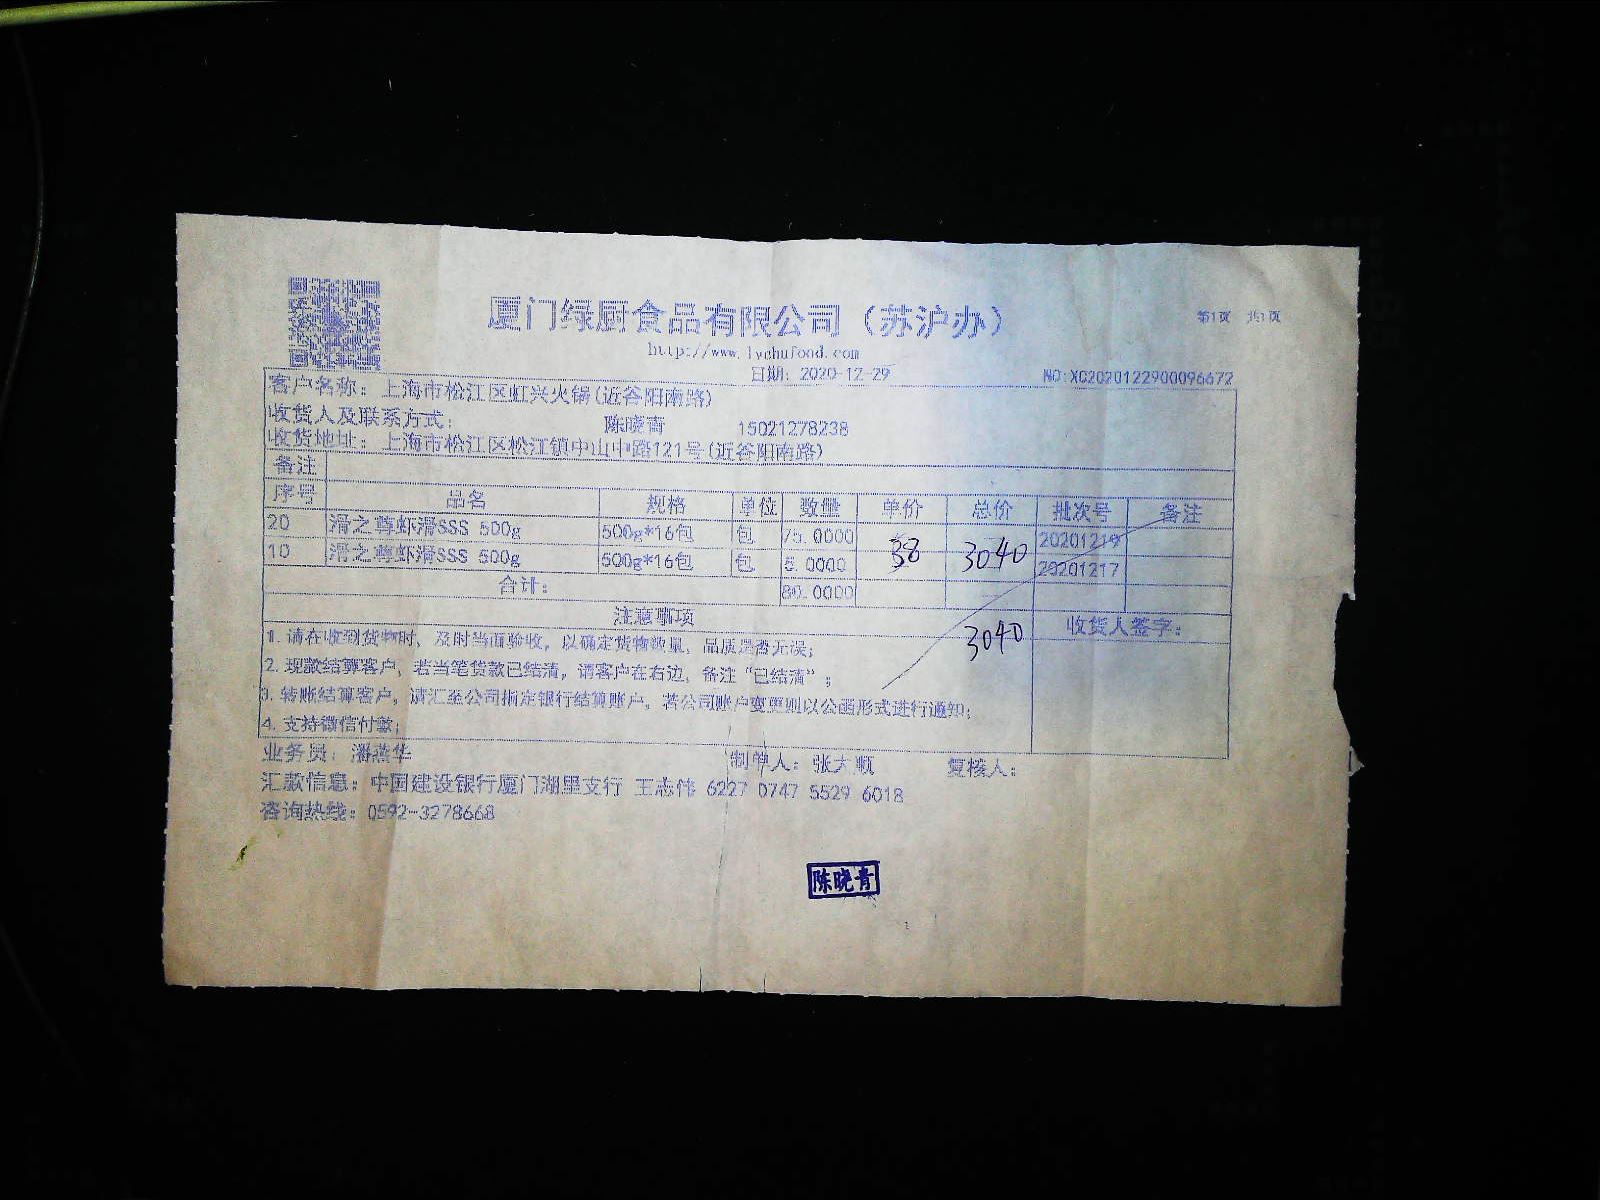 厦门绿厨食品有限公司（苏沪办）
第1页 共1页
http://www.lvchufood.com
日期：2020-12-29
NO:XC2020122900096672
客户名称：上海市松江区虹兴火锅(近谷阳南路)
收货人及联系方式： 陈晓青 15021278238
收货地址：上海市松江区松江镇中山中路121号(近谷阳南路)
备注
序号 品名 规格 单位 数量 单价 总价 批次号 备注
20 滑之尊虾滑SSS 500g 500g*16包 包 75.0000 20201219
38 3040
10 滑之尊虾滑SSS 500g 500g*16包 包 5.0000 20201217
合计： 80.0000
注意事项 3040 收货人签字：
1. 请在收到货物时，及时当面验收，以确定货物数量，品质是否无误；
2. 现款结算客户，若当笔货款已结清，请客户在右边，备注“已结清”；
3. 转账结算客户，请汇至公司指定银行结算账户，若公司账户变更则以公函形式进行通知；
4. 支持微信付款；
业务员：潘燕华 制单人：张大顺 复核人：
汇款信息：中国建设银行厦门湖里支行 王志伟 6227 0747 5529 6018
咨询热线：0592-3278668
陈晓青